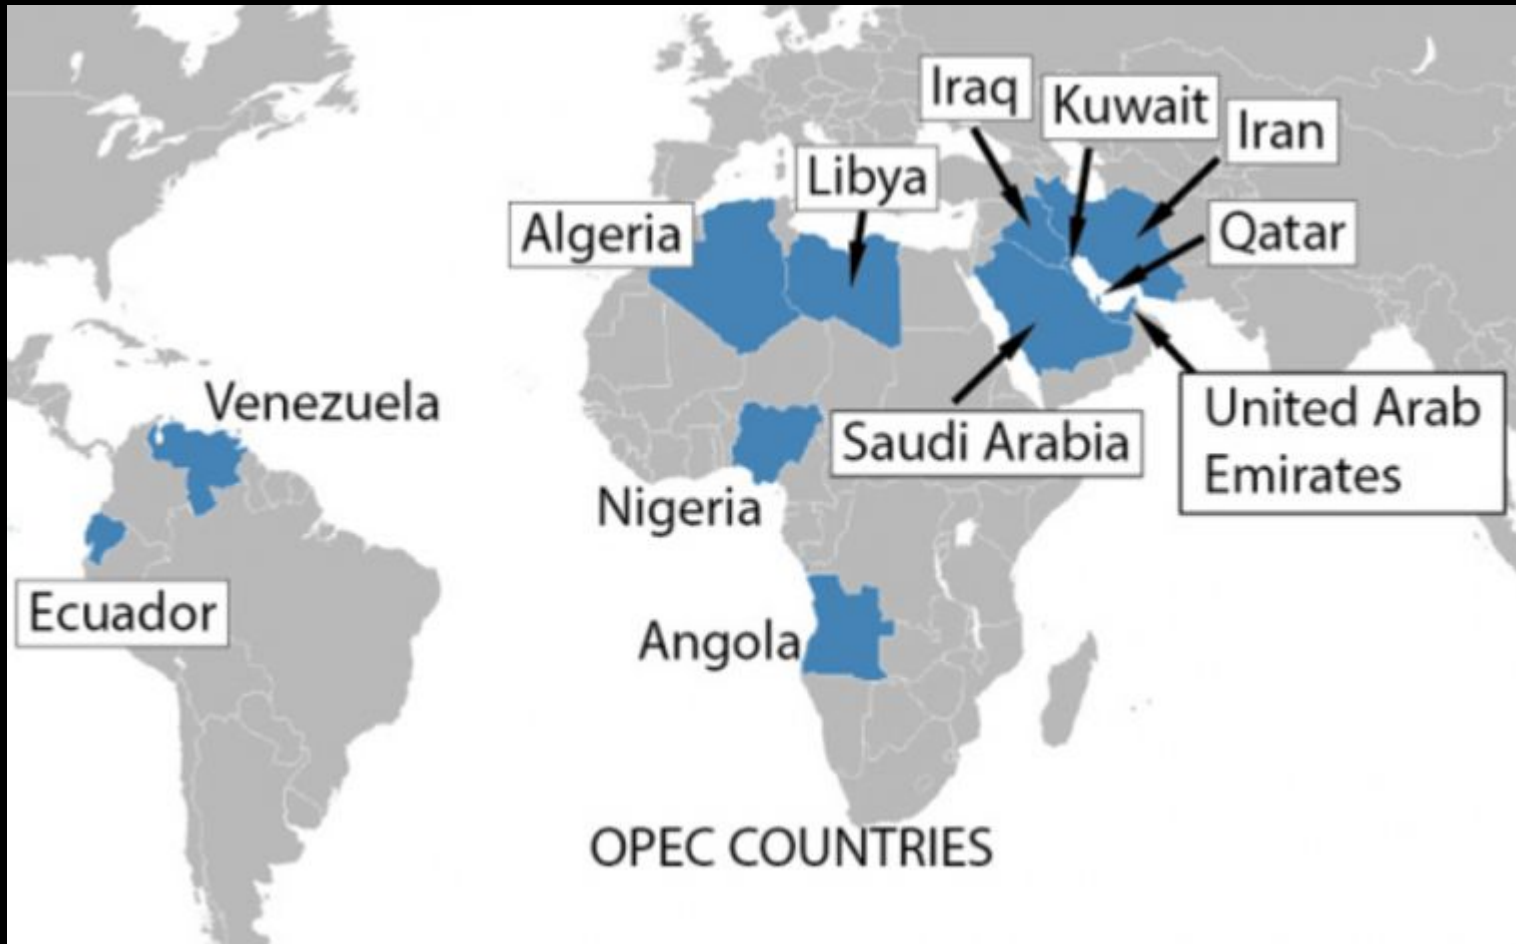 Iraq
Kuwait
Iran
Libya
Algeria
Qatar
Venezuela
Saudi Arabia
United Arab
Emirates
Nigeria
Ecuador
Angola
OPEC COUNTRIES